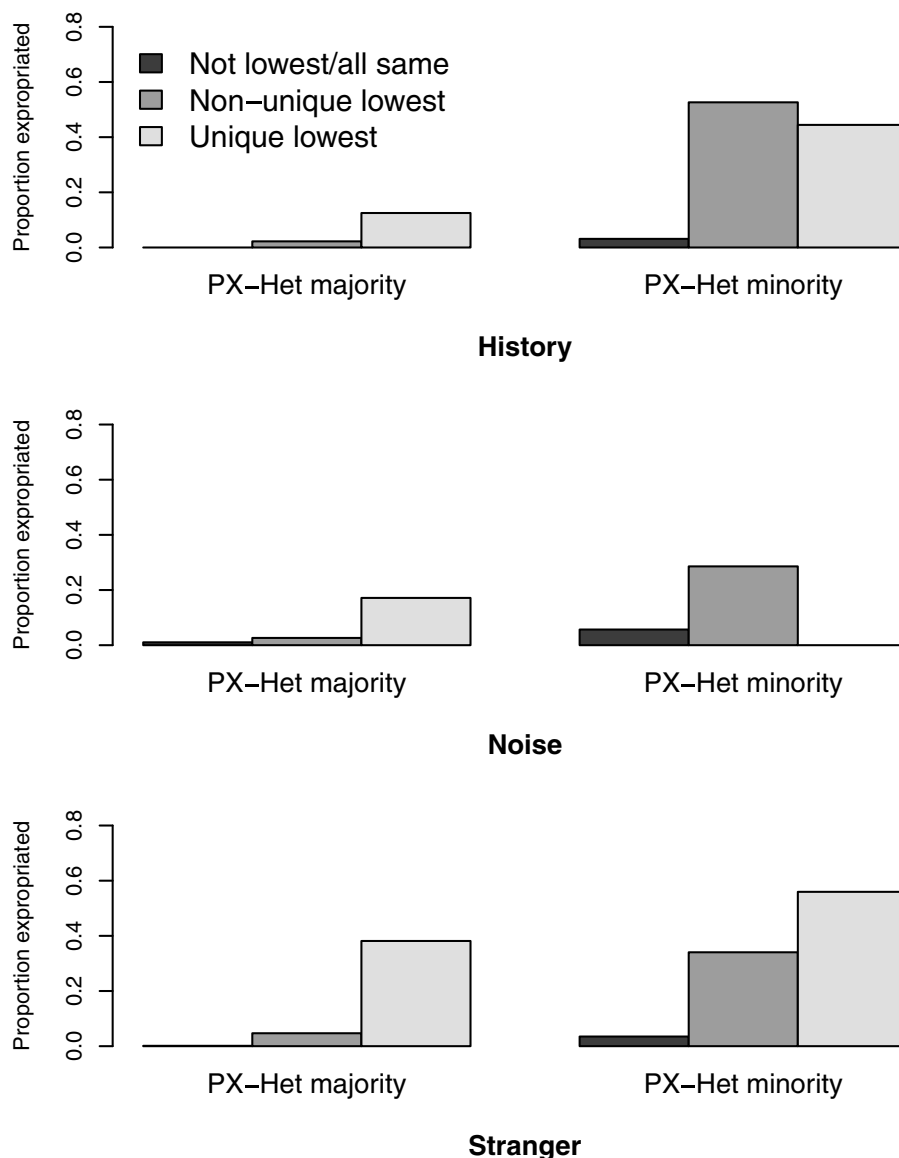 Proportion expropriated
0.0 0.2 0.4 0.6 0.8
Not lowest/all same
Non−unique lowest
Unique lowest
PX−Het majority PX−Het minority
History
Proportion expropriated
0.0 0.2 0.4 0.6 0.8
PX−Het majority PX−Het minority
Noise
Proportion expropriated
0.0 0.2 0.4 0.6 0.8
PX−Het majority PX−Het minority
Stranger